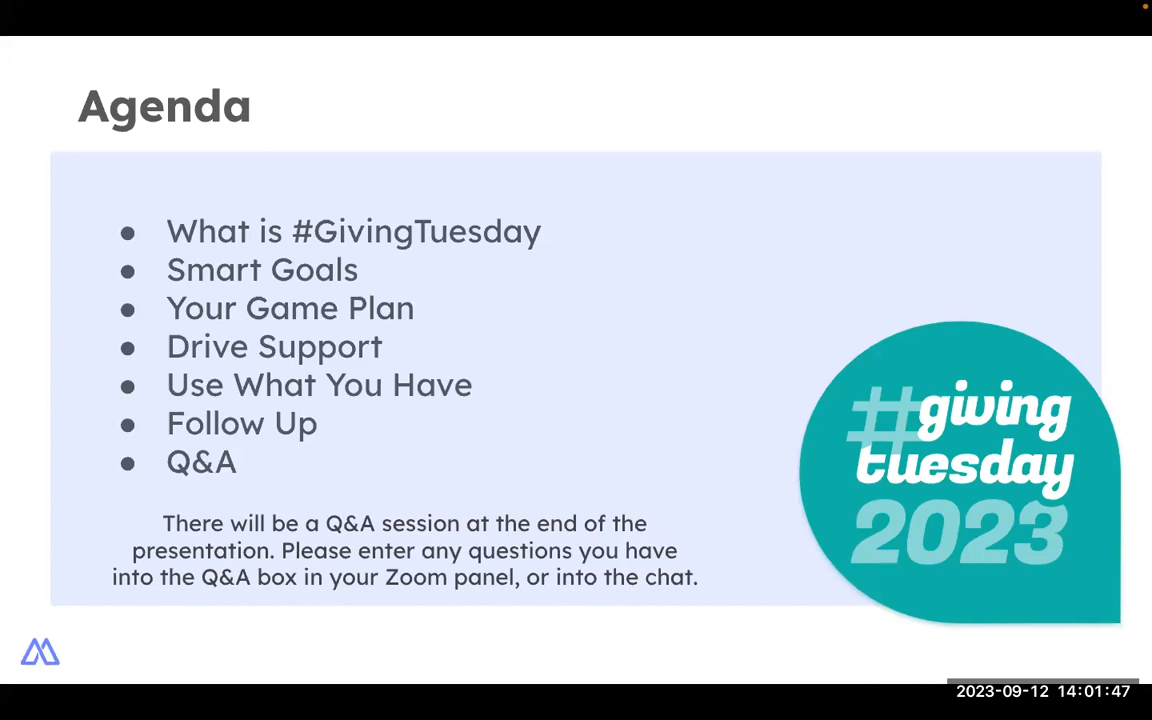 Agenda
● What is #GivingTuesday
● Smart Goals
● Your Game Plan
● Drive Support
● Use What You Have
● Follow Up
● Q&A
There will be a Q&A session at the end of the
presentation. Please enter any questions you have
into the Q&A box in your Zoom panel, or into the chat.
#giving
tuesday
2023
2023-09-12 14:01:47